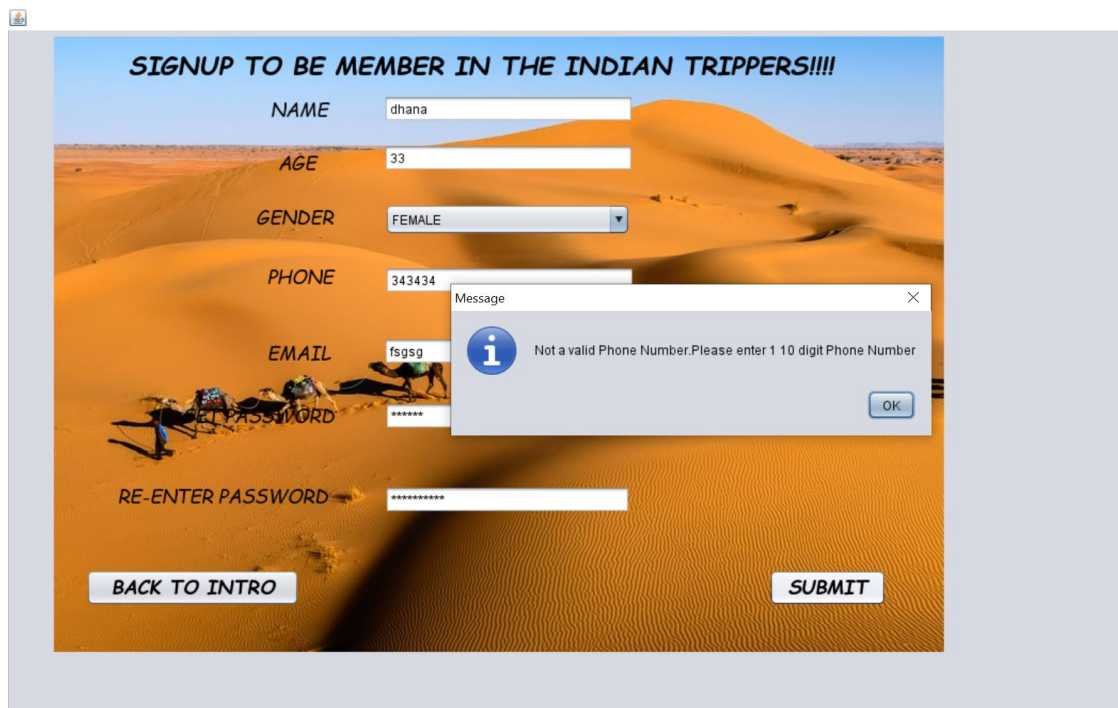 SIGNUP TO BE MEMBER IN THE INDIAN TRIPPERS!!!!
NAME dhana
AGE 33
GENDER FEMALE
PHONE 343434
Message
Not a valid Phone Number.Please enter 1 10 digit Phone Number
OK
EMAIL fsgsg
SET PASSWORD ******
RE-ENTER PASSWORD **********
BACK TO INTRO SUBMIT